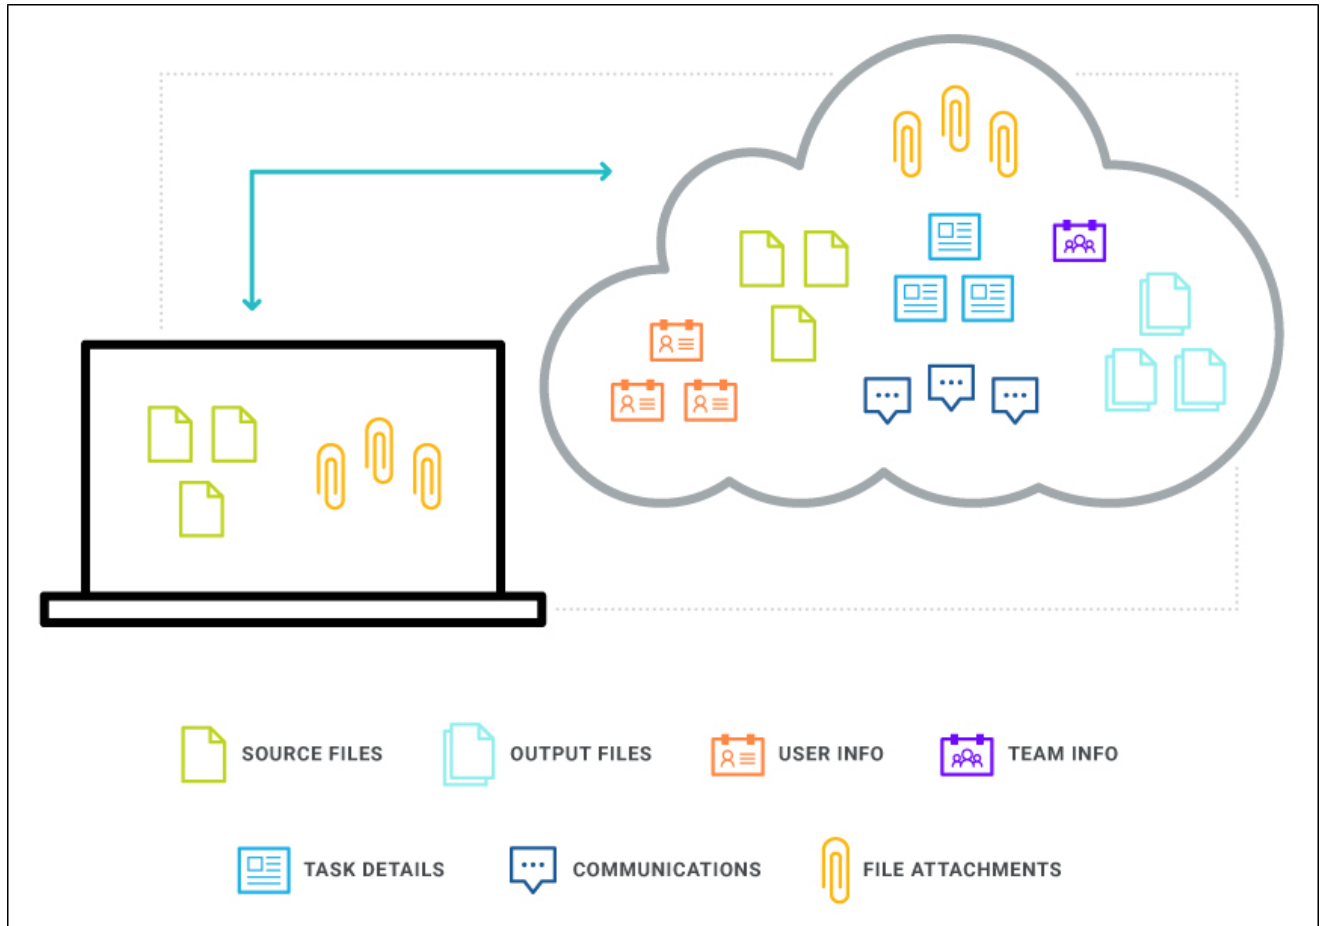 SOURCE FILES
OUTPUT FILES
USER INFO
TEAM INFO
TASK DETAILS
COMMUNICATIONS
FILE ATTACHMENTS